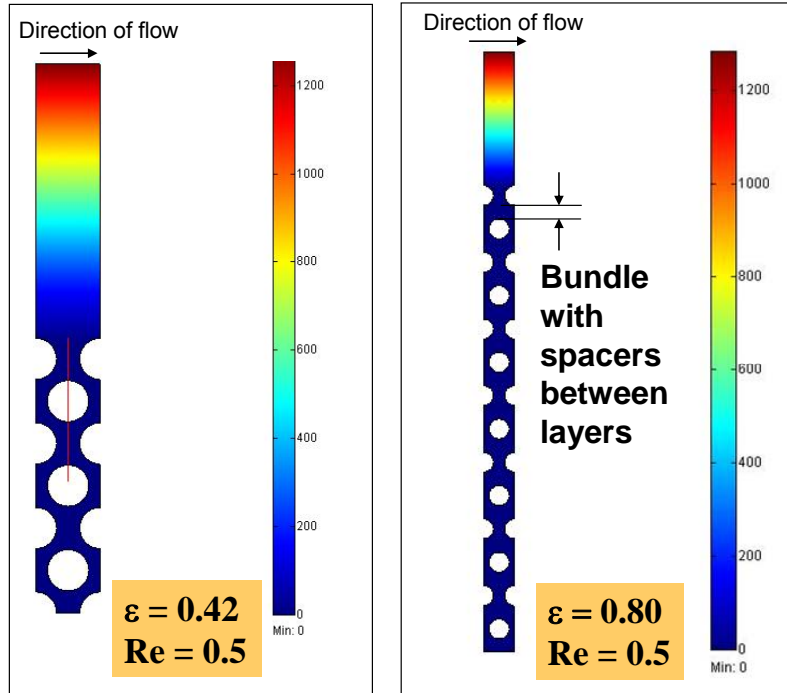 Direction of flow
1200
1000
800
600
400
200
0
Min: 0
ε = 0.42
Re = 0.5
Direction of flow
1200
1000
800
600
400
200
0
Min: 0
Bundle
with
spacers
between
layers
ε = 0.80
Re = 0.5